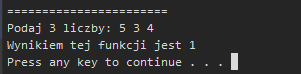 =======================
Podaj 3 liczby: 5 3 4
Wynikiem tej funkcji jest 1
Press any key to continue . . .